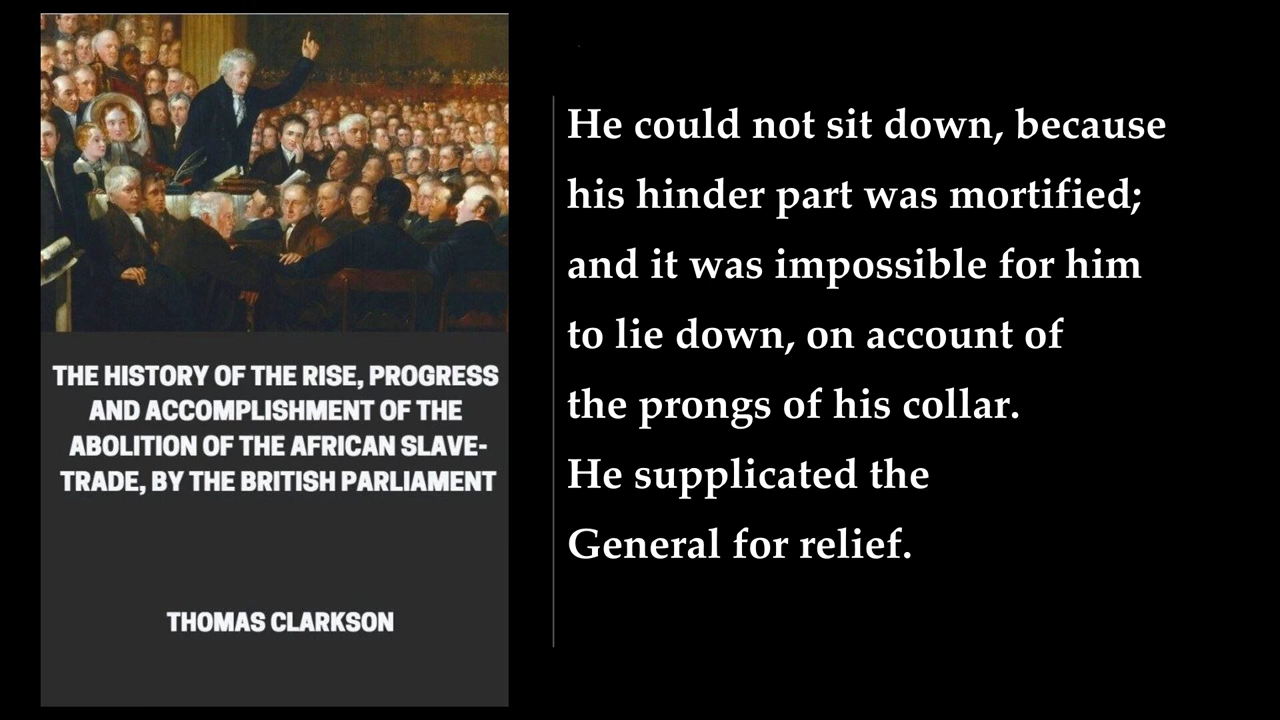 THE HISTORY OF THE RISE, PROGRESS
AND ACCOMPLISHMENT OF THE
ABOLITION OF THE AFRICAN SLAVE-
TRADE, BY THE BRITISH PARLIAMENT
THOMAS CLARKSON
He could not sit down, because
his hinder part was mortified;
and it was impossible for him
to lie down, on account of
the prongs of his collar.
He supplicated the
General for relief.